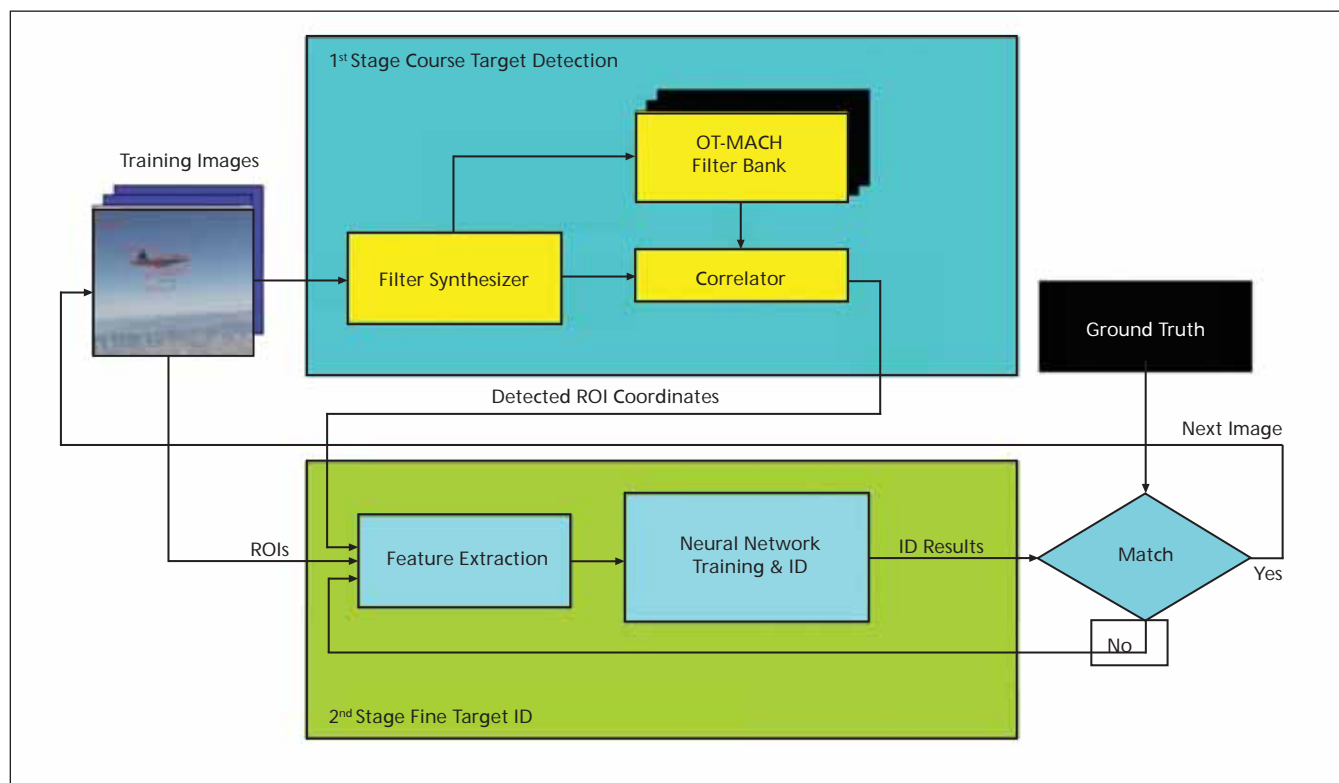 1st Stage Course Target Detection
OT-MACH
Filter Bank
Training Images
Filter Synthesizer
Correlator
Ground Truth
Detected ROI Coordinates
Next Image
ROIs
Feature Extraction
Neural Network
Training & ID
ID Results
Match
Yes
No
2nd Stage Fine Target ID